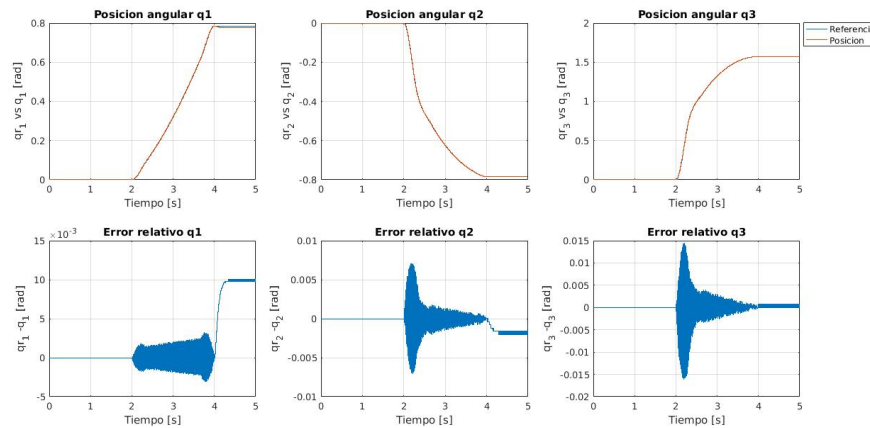 Posicion angular q1
Posicion angular q2
Posicion angular q3
Referenci
Posicion
qr1 vs q1 [rad]
0.8
0.6
0.4
0.2
0
0 1 2 3 4 5
Tiempo [s]
qr2 vs q2 [rad]
0
-0.2
-0.4
-0.6
-0.8
0 1 2 3 4 5
Tiempo [s]
qr3 vs q3 [rad]
2
1.5
1
0.5
0
0 1 2 3 4 5
Tiempo [s]
Error relativo q1
Error relativo q2
Error relativo q3
×10-3
qr1 -q1 [rad]
15
10
5
0
-5
0 1 2 3 4 5
Tiempo [s]
qr2 -q2 [rad]
0.01
0.005
0
-0.005
-0.01
0 1 2 3 4 5
Tiempo [s]
qr3 -q3 [rad]
0.015
0.01
0.005
0
-0.005
-0.01
-0.015
-0.02
0 1 2 3 4 5
Tiempo [s]